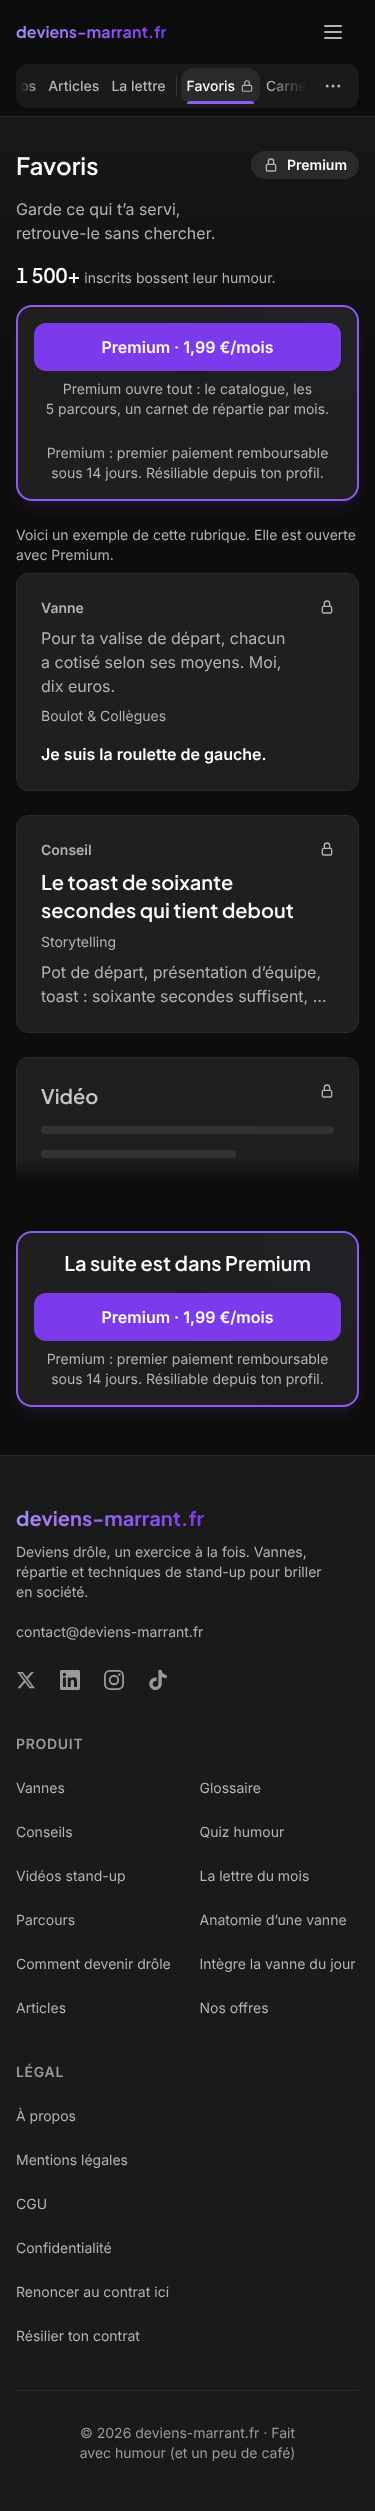 deviens-marrant.fr
os Articles La lettre Favoris Carne
Favoris
Premium
Garde ce qui t’a servi,
retrouve-le sans chercher.
1 500+ inscrits bossent leur humour.
Premium · 1,99 €/mois
Premium ouvre tout : le catalogue, les
5 parcours, un carnet de répartie par mois.
Premium : premier paiement remboursable
sous 14 jours. Résiliable depuis ton profil.
Voici un exemple de cette rubrique. Elle est ouverte
avec Premium.
Vanne
Pour ta valise de départ, chacun
a cotisé selon ses moyens. Moi,
dix euros.
Boulot & Collègues
Je suis la roulette de gauche.
Conseil
Le toast de soixante
secondes qui tient debout
Storytelling
Pot de départ, présentation d’équipe,
toast : soixante secondes suffisent, ...
Vidéo
La suite est dans Premium
Premium · 1,99 €/mois
Premium : premier paiement remboursable
sous 14 jours. Résiliable depuis ton profil.
deviens-marrant.fr
Deviens drôle, un exercice à la fois. Vannes,
répartie et techniques de stand-up pour briller
en société.
contact@deviens-marrant.fr
PRODUIT
Vannes
Glossaire
Conseils
Quiz humour
Vidéos stand-up
La lettre du mois
Parcours
Anatomie d’une vanne
Comment devenir drôle
Intègre la vanne du jour
Articles
Nos offres
LÉGAL
À propos
Mentions légales
CGU
Confidentialité
Renoncer au contrat ici
Résilier ton contrat
© 2026 deviens-marrant.fr · Fait
avec humour (et un peu de café)